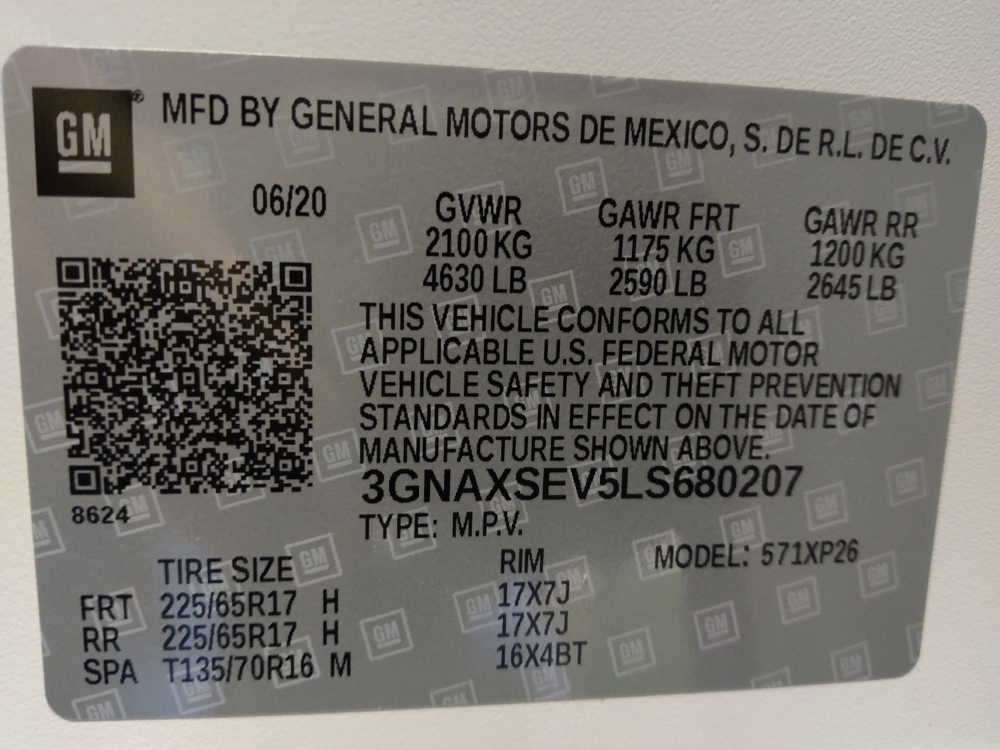 GM® MFD BY GENERAL MOTORS DE MEXICO, S. DE R.L. DE C.V.
06/20 GVWR GAWR FRT GAWR RR
2100 KG 1175 KG 1200 KG
4630 LB 2590 LB 2645 LB
THIS VEHICLE CONFORMS TO ALL
APPLICABLE U.S. FEDERAL MOTOR
VEHICLE SAFETY AND THEFT PREVENTION
STANDARDS IN EFFECT ON THE DATE OF
MANUFACTURE SHOWN ABOVE.
3GNAXSEV5LS680207
8624
TYPE: M.P.V.
MODEL: 571XP26
TIRE SIZE RIM
FRT 225/65R17 H 17X7J
RR 225/65R17 H 17X7J
SPA T135/70R16 M 16X4BT